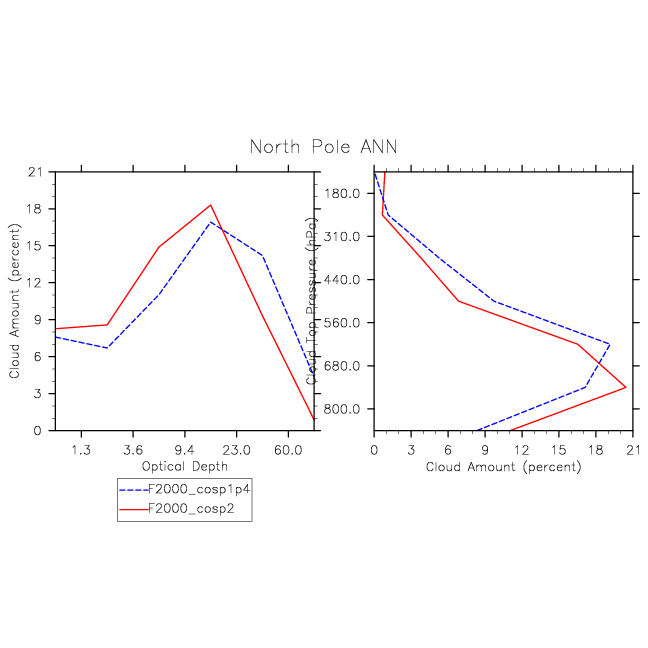 North Pole ANN
Cloud Amount (percent)
21
18
15
12
9
6
3
0
1.3 3.6 9.4 23.0 60.0
Optical Depth
Cloud Top Pressure (hPa)
180.0
310.0
440.0
560.0
680.0
800.0
0 3 6 9 12 15 18 21
Cloud Amount (percent)
F2000_cosp1p4
F2000_cosp2